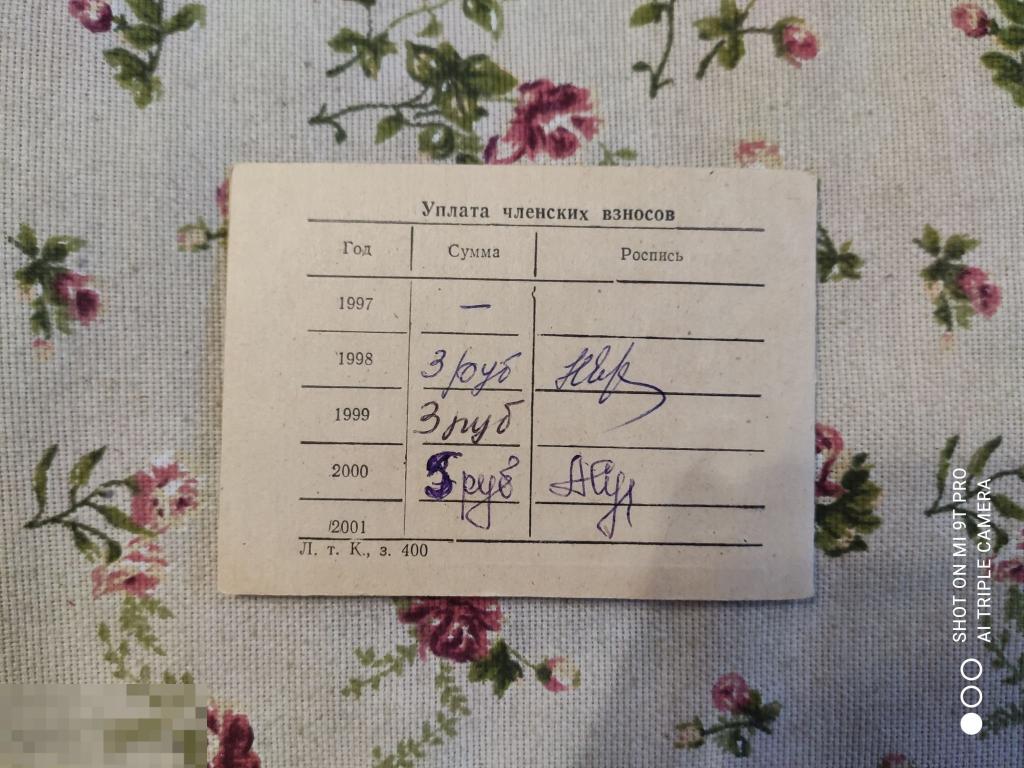 Уплата членских взносов
Год Сумма Роспись
1997 —
1998 3 руб
1999 3 руб
2000 5 руб
2001
Л. т. К., з. 400
SHOT ON MI 9T PRO
AI TRIPLE CAMERA